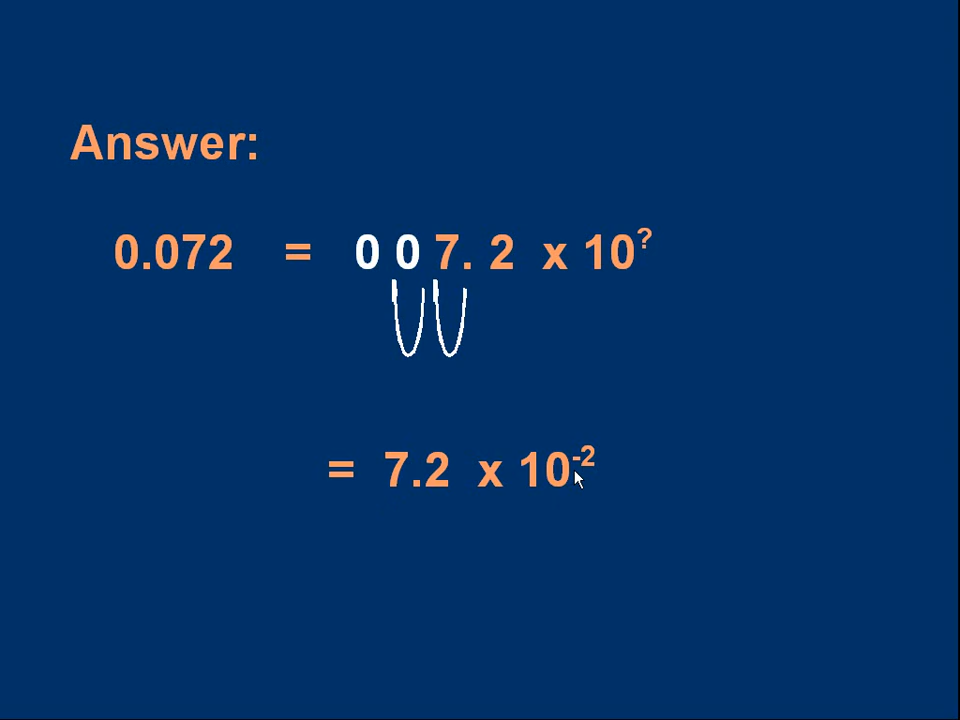 Answer:
0.072 = 0 0 7. 2 x 10?
= 7.2 x 10-2